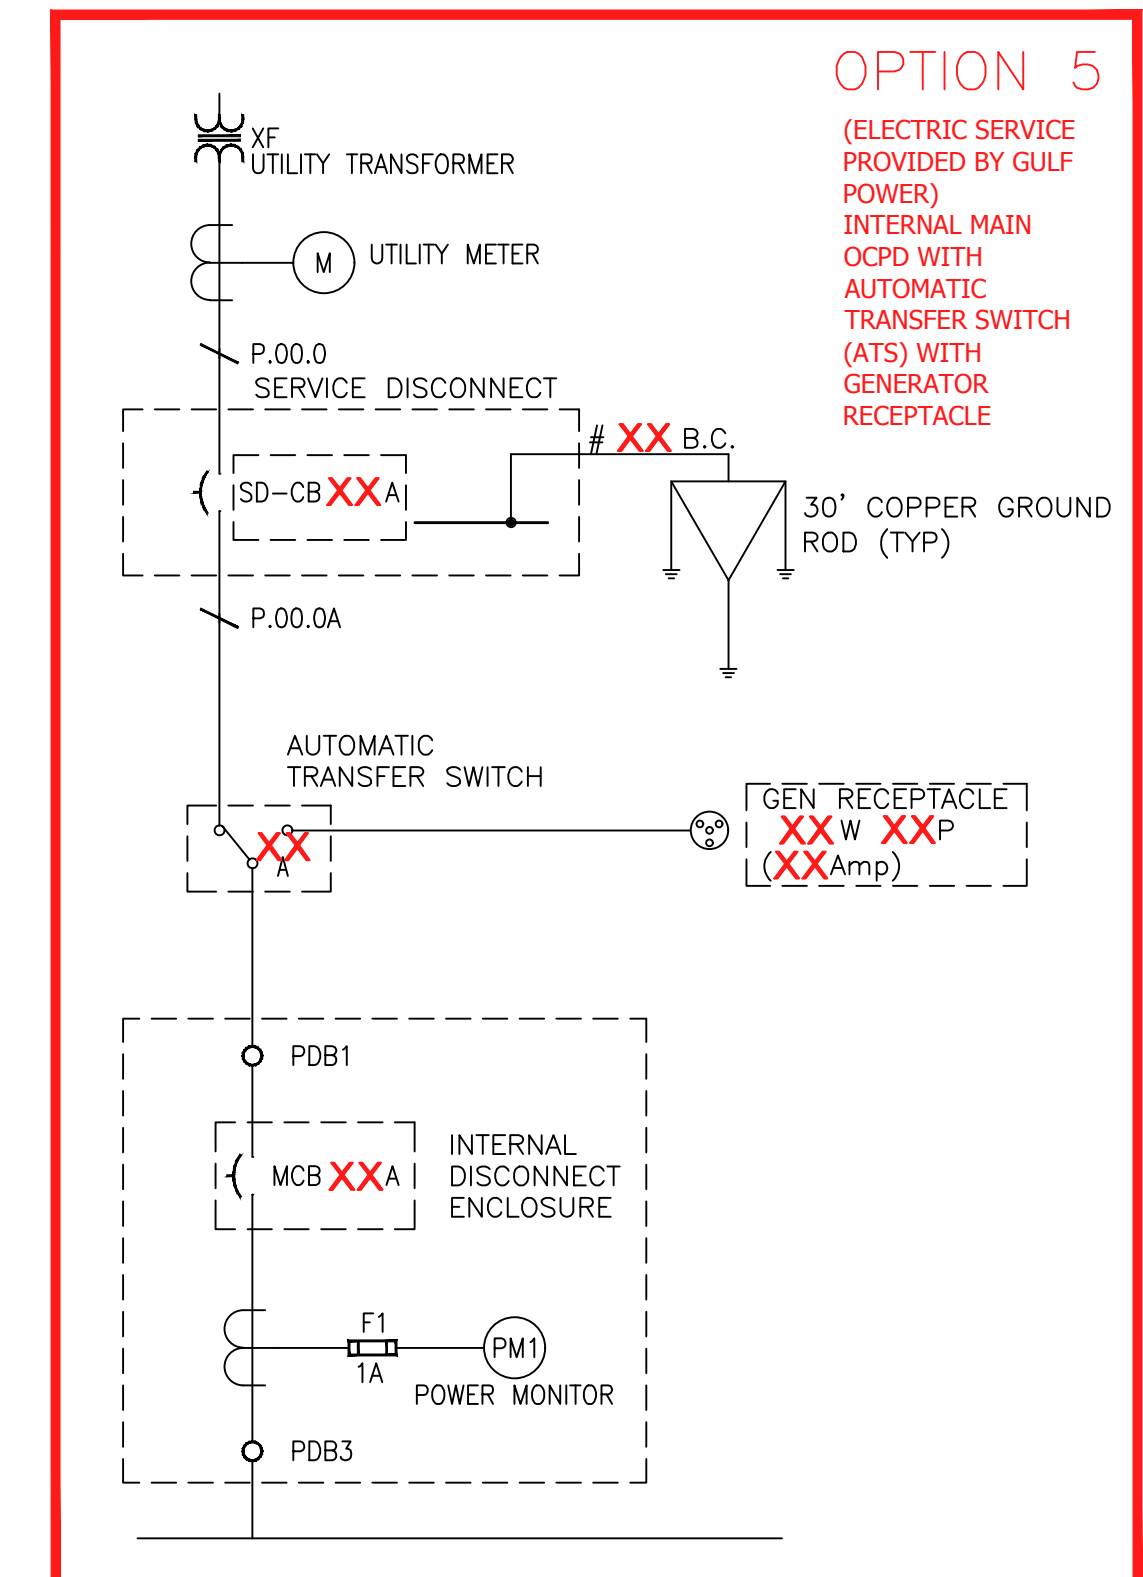 OPTION 5
(ELECTRIC SERVICE
PROVIDED BY GULF
POWER)
INTERNAL MAIN
OCPD WITH
AUTOMATIC
TRANSFER SWITCH
(ATS) WITH
GENERATOR
RECEPTACLE
XF
UTILITY TRANSFORMER
M
UTILITY METER
P.00.0
SERVICE DISCONNECT
# XX B.C.
SD-CB XX A
30' COPPER GROUND
ROD (TYP)
P.00.0A
AUTOMATIC
TRANSFER SWITCH
XX
A
GEN RECEPTACLE
XX W XX P
(XX Amp)
PDB1
MCB XX A
INTERNAL
DISCONNECT
ENCLOSURE
F1
1A
PM1
POWER MONITOR
PDB3